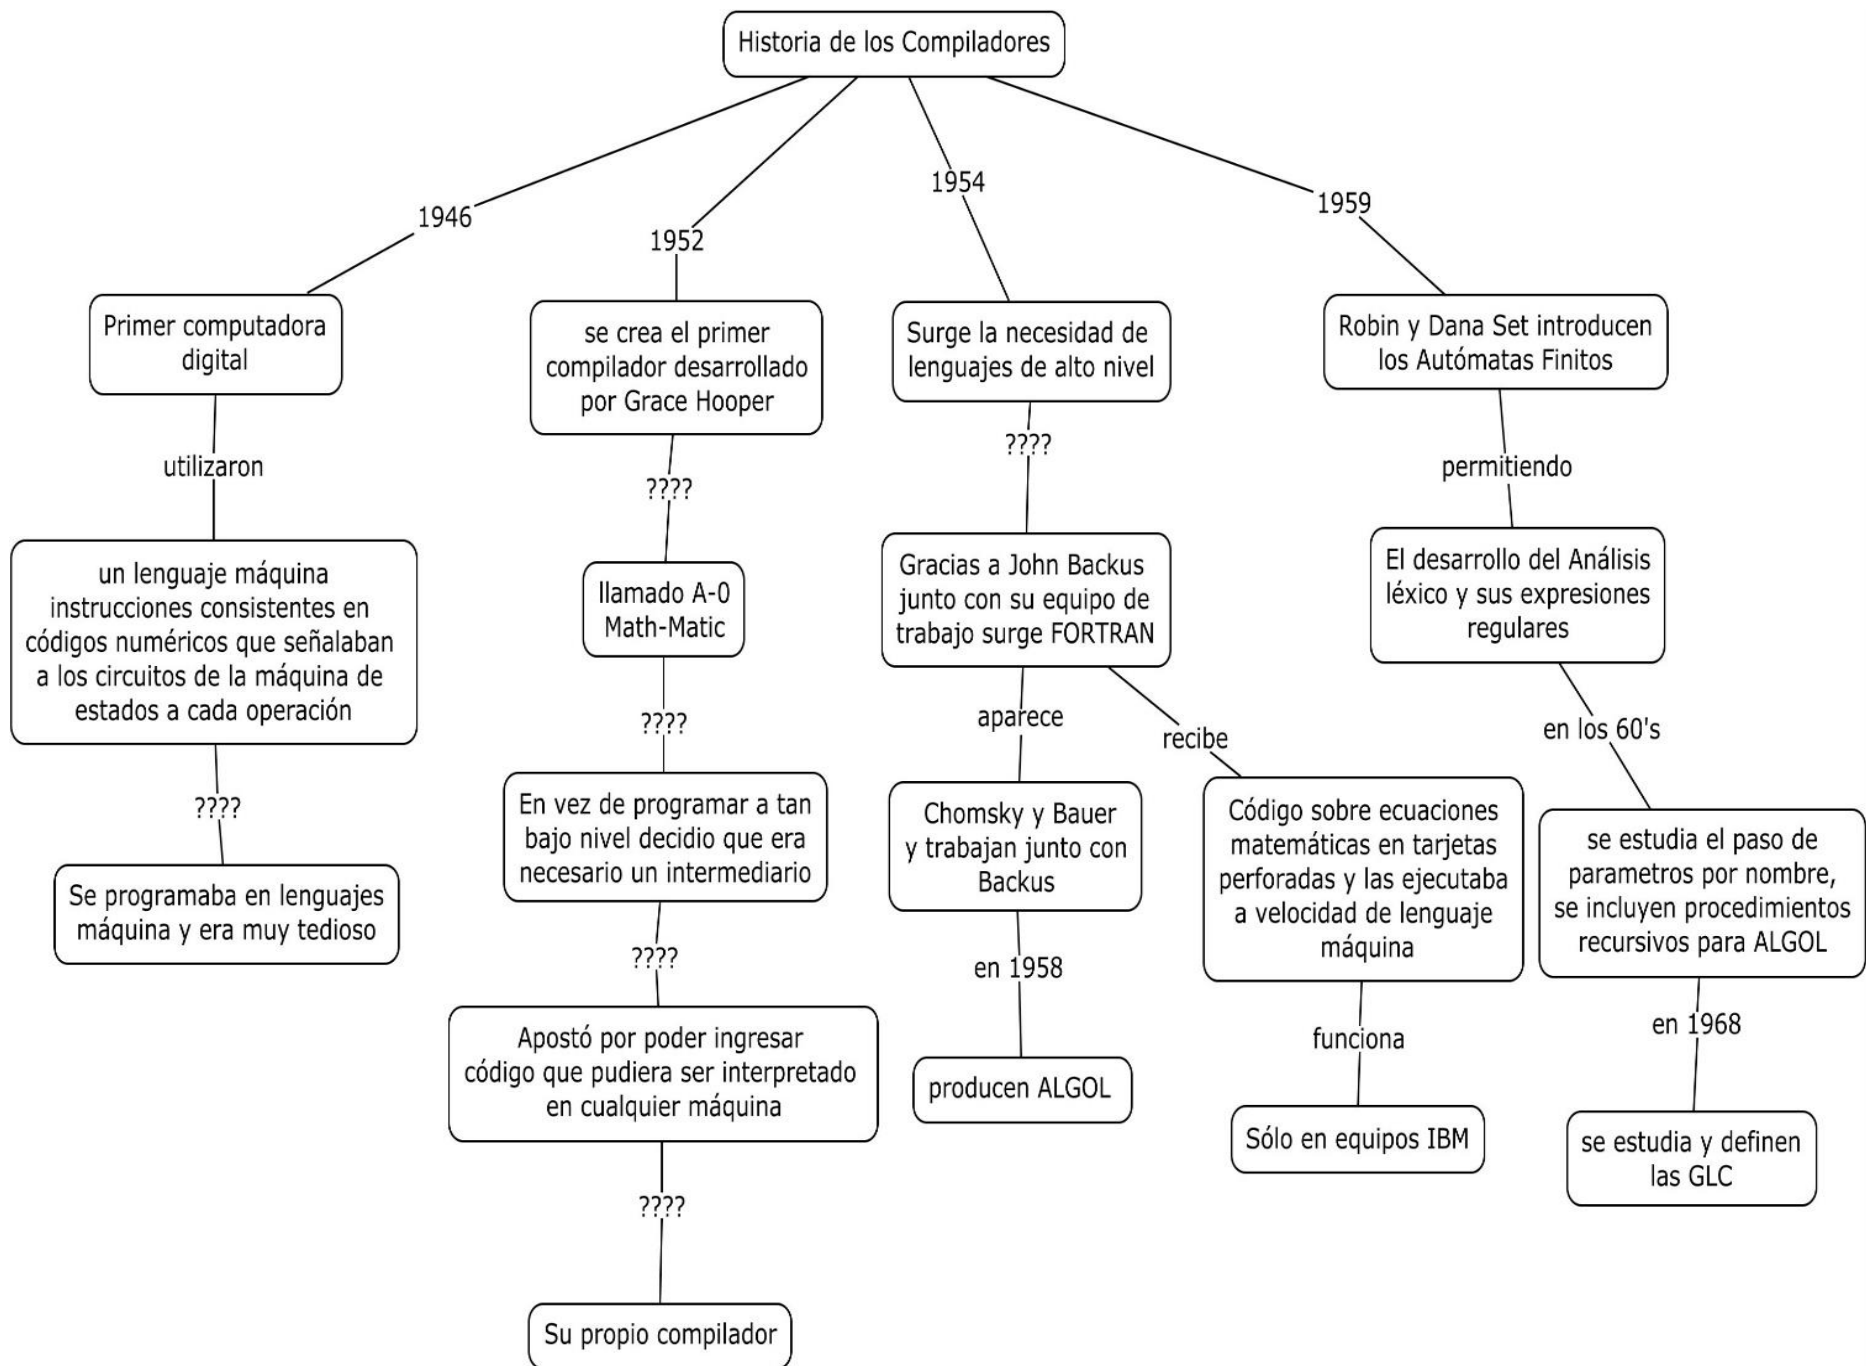 Historia de los Compiladores
1946
1952
1954
1959
Primer computadora
digital
utilizaron
un lenguaje máquina
instrucciones consistentes en
códigos numéricos que señalaban
a los circuitos de la máquina de
estados a cada operación
????
Se programaba en lenguajes
máquina y era muy tedioso
se crea el primer
compilador desarrollado
por Grace Hooper
????
llamado A-0
Math-Matic
????
En vez de programar a tan
bajo nivel decidio que era
necesario un intermediario
????
Apostó por poder ingresar
código que pudiera ser interpretado
en cualquier máquina
????
Su propio compilador
Surge la necesidad de
lenguajes de alto nivel
????
Gracias a John Backus
junto con su equipo de
trabajo surge FORTRAN
aparece
Chomsky y Bauer
y trabajan junto con
Backus
en 1958
producen ALGOL
recibe
Código sobre ecuaciones
matemáticas en tarjetas
perforadas y las ejecutaba
a velocidad de lenguaje
máquina
funciona
Sólo en equipos IBM
Robin y Dana Set introducen
los Autómatas Finitos
permitiendo
El desarrollo del Análisis
léxico y sus expresiones
regulares
en los 60's
se estudia el paso de
parametros por nombre,
se incluyen procedimientos
recursivos para ALGOL
en 1968
se estudia y definen
las GLC